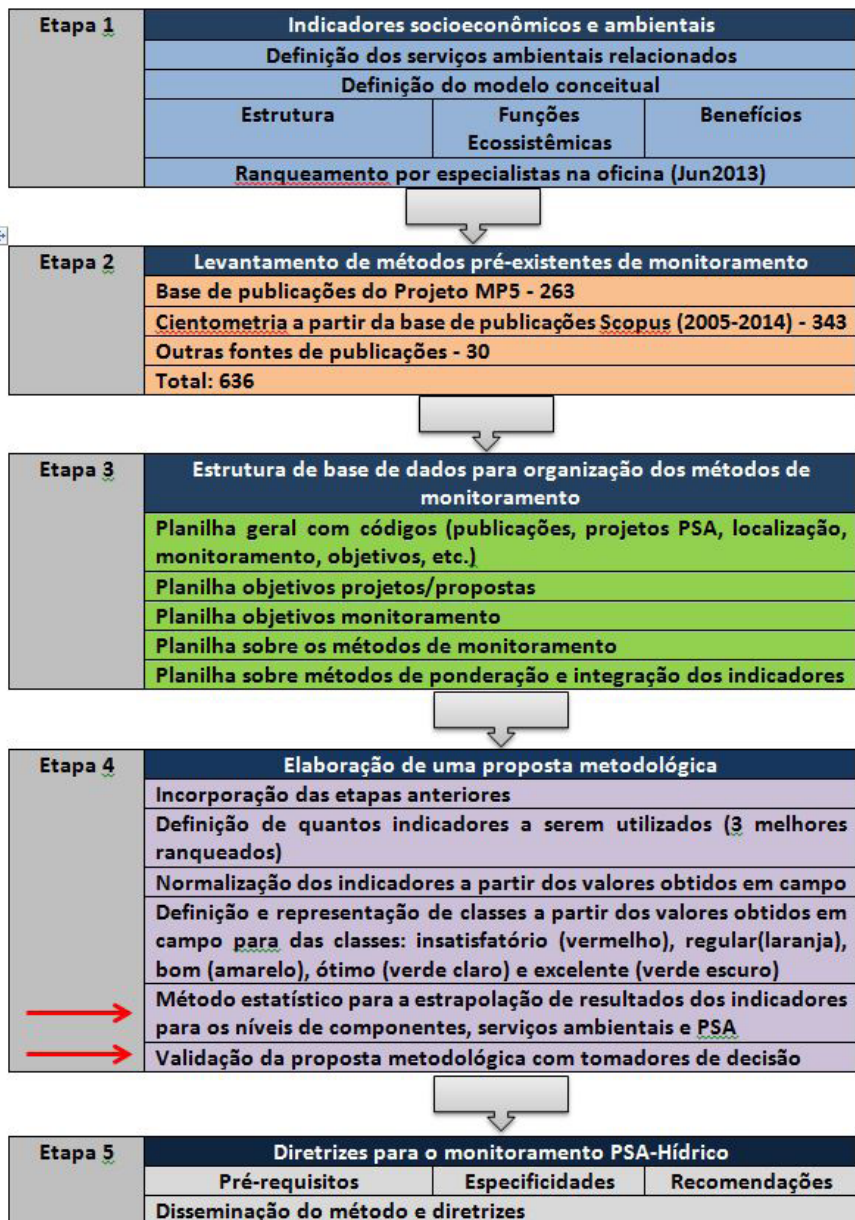 Etapa 1
Indicadores socioeconômicos e ambientais
Definição dos serviços ambientais relacionados
Definição do modelo conceitual
Estrutura
Funções
Ecossistêmicas
Benefícios
Ranqueamento por especialistas na oficina (Jun2013)
Etapa 2
Levantamento de métodos pré-existentes de monitoramento
Base de publicações do Projeto MP5 - 263
Cientometria a partir da base de publicações Scopus (2005-2014) - 343
Outras fontes de publicações - 30
Total: 636
Etapa 3
Estrutura de base de dados para organização dos métodos de
monitoramento
Planilha geral com códigos (publicações, projetos PSA, localização,
monitoramento, objetivos, etc.)
Planilha objetivos projetos/propostas
Planilha objetivos monitoramento
Planilha sobre os métodos de monitoramento
Planilha sobre métodos de ponderação e integração dos indicadores
Etapa 4
Elaboração de uma proposta metodológica
Incorporação das etapas anteriores
Definição de quantos indicadores a serem utilizados (3 melhores
ranqueados)
Normalização dos indicadores a partir dos valores obtidos em campo
Definição e representação de classes a partir dos valores obtidos em
campo para das classes: insatisfatório (vermelho), regular(laranja),
bom (amarelo), ótimo (verde claro) e excelente (verde escuro)
Método estatístico para a estrapolação de resultados dos indicadores
para os níveis de componentes, serviços ambientais e PSA
Validação da proposta metodológica com tomadores de decisão
Etapa 5
Diretrizes para o monitoramento PSA-Hídrico
Pré-requisitos
Especificidades
Recomendações
Disseminação do método e diretrizes